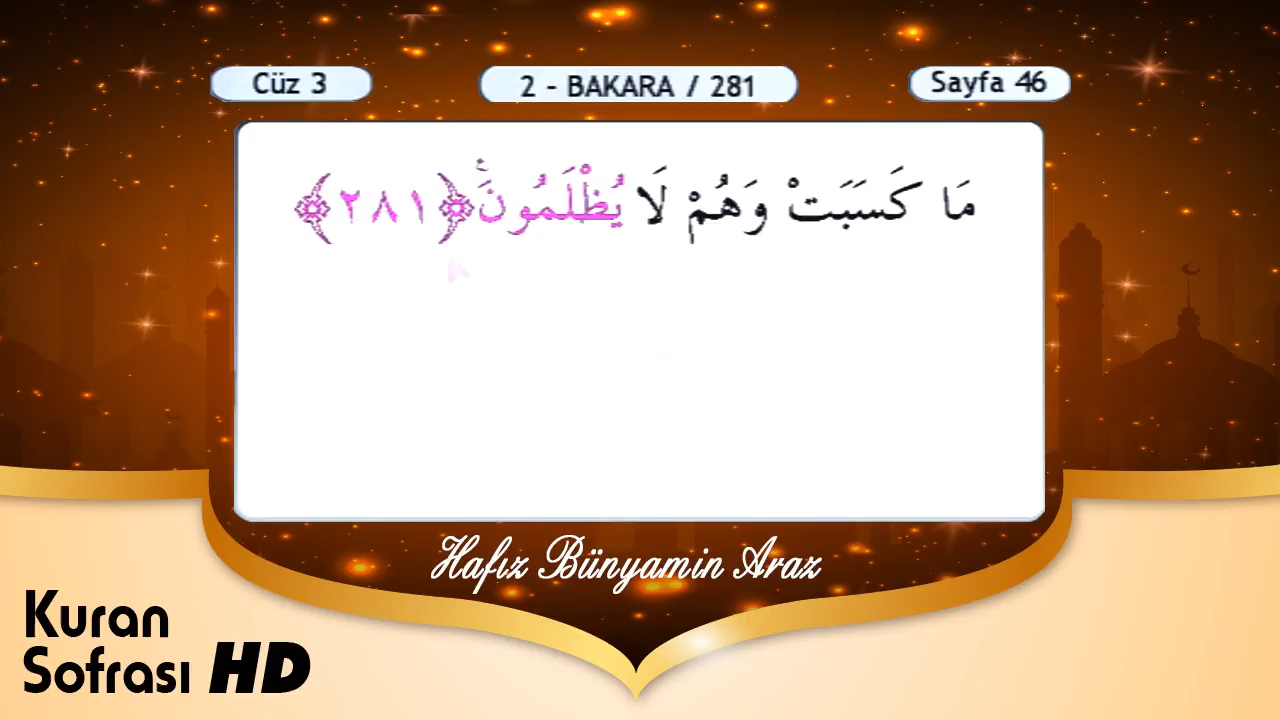 Cüz 3
2 - BAKARA / 281
Sayfa 46
مَا كَسَبَتْ وَهُمْ لَا يُظْلَمُونَۚ ﴿٢٨١﴾
Hafız Bünyamin Araz
Kuran
Sofrası HD